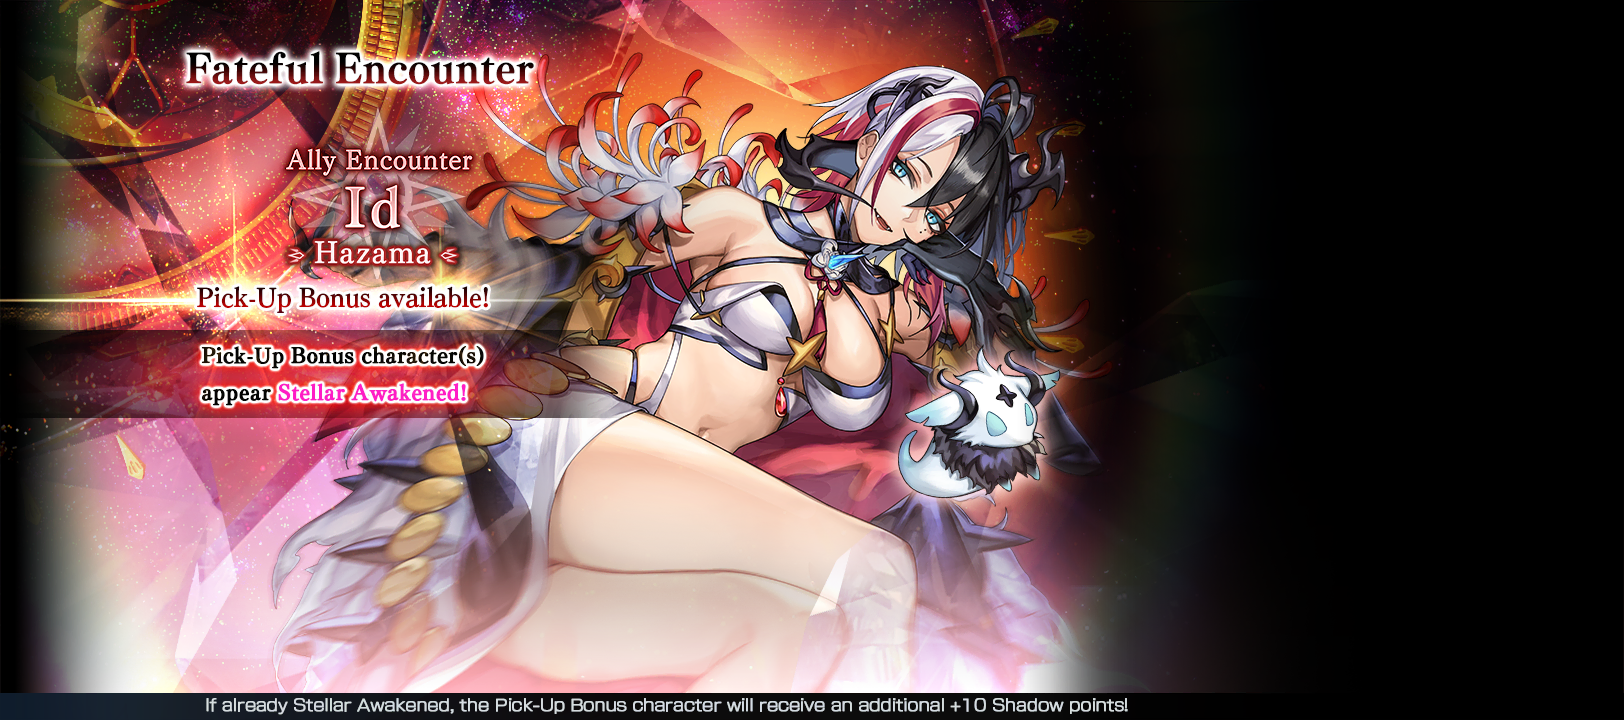 Fateful Encounter
Ally Encounter
Id
Hazama
Pick-Up Bonus available!
Pick-Up Bonus character(s)
appear Stellar Awakened!
If already Stellar Awakened, the Pick-Up Bonus character will receive an additional +10 Shadow points!